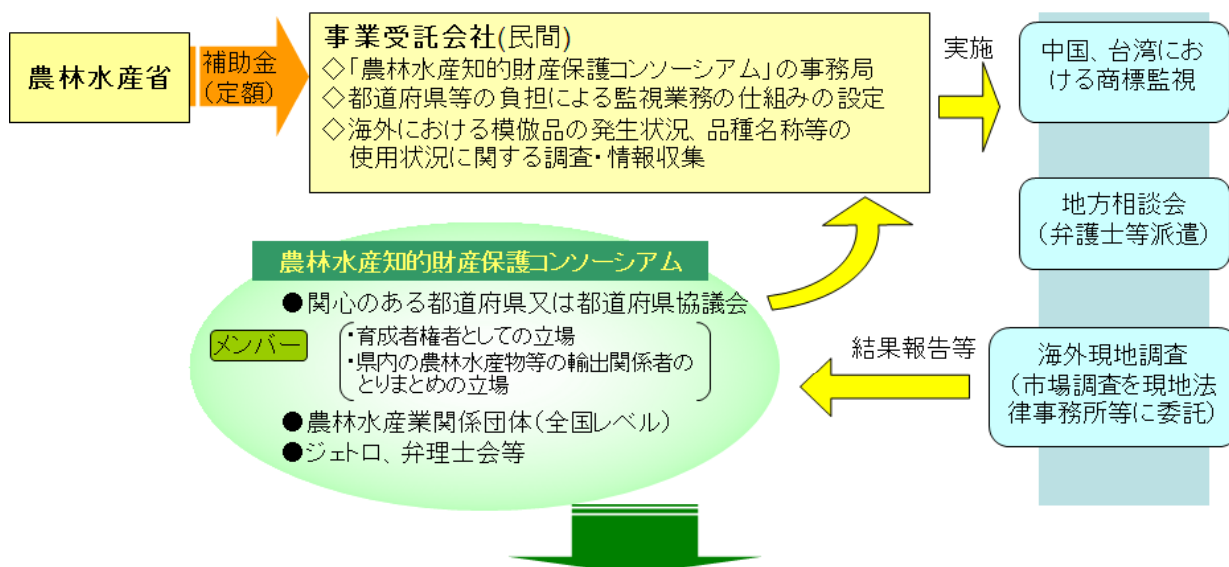 農林水産省
補助金
(定額)
事業受託会社(民間)
◇「農林水産知的財産保護コンソーシアム」の事務局
◇都道府県等の負担による監視業務の仕組みの設定
◇海外における模倣品の発生状況、品種名称等の
使用状況に関する調査・情報収集
実施
中国、台湾にお
ける商標監視
地方相談会
(弁護士等派遣)
海外現地調査
(市場調査を現地法
律事務所等に委託)
結果報告等
農林水産知的財産保護コンソーシアム
●関心のある都道府県又は都道府県協議会
メンバー
・育成者権者としての立場
・県内の農林水産物等の輸出関係者の
とりまとめの立場
●農林水産業関係団体(全国レベル)
●ジェトロ、弁理士会等